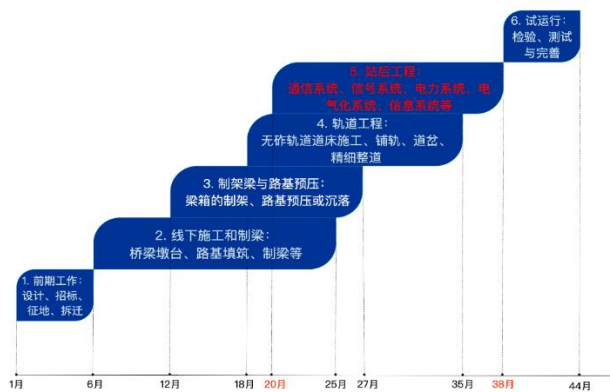 6. 试运行：
检验、测试
与完善
5. 站后工程：
通信系统、信号系统、电力系统、电
气化系统、信息系统等
4. 轨道工程：
无砟轨道道床施工、铺轨、道岔、
精细整道
3. 制架梁与路基预压：
梁箱的制架、路基预压或沉落
2. 线下施工和制梁：
桥梁墩台、路基填筑、制梁等
1. 前期工作：
设计、招标、
征地、拆迁
1月 6月 12月 18月 20月 25月 27月 35月 38月 44月